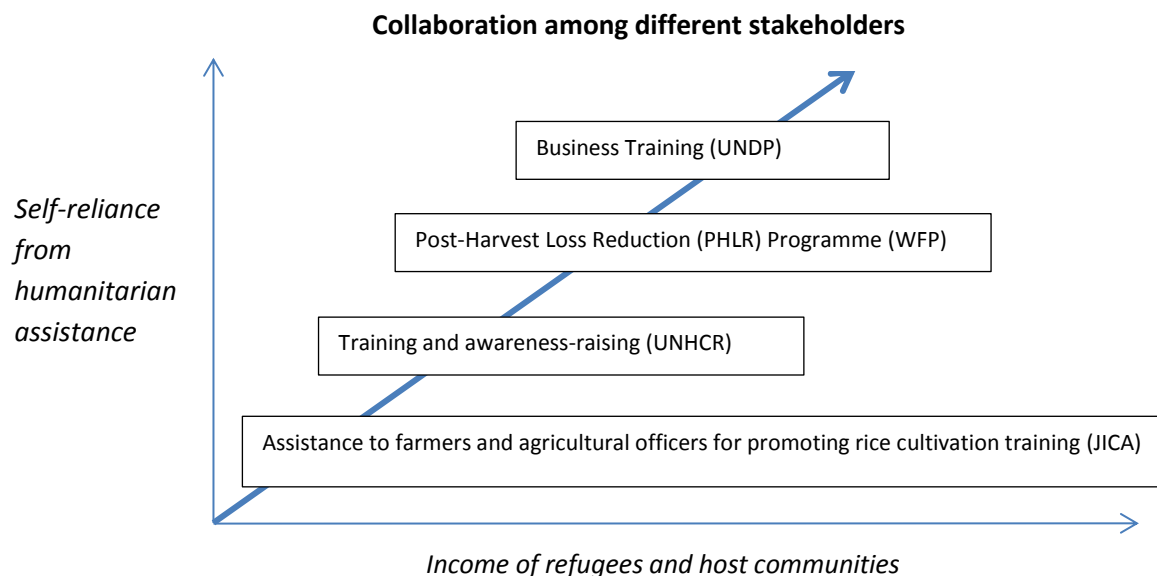 Collaboration among different stakeholders
Business Training (UNDP)
Self-reliance
from
humanitarian
assistance
Post-Harvest Loss Reduction (PHLR) Programme (WFP)
Training and awareness-raising (UNHCR)
Assistance to farmers and agricultural officers for promoting rice cultivation training (JICA)
Income of refugees and host communities